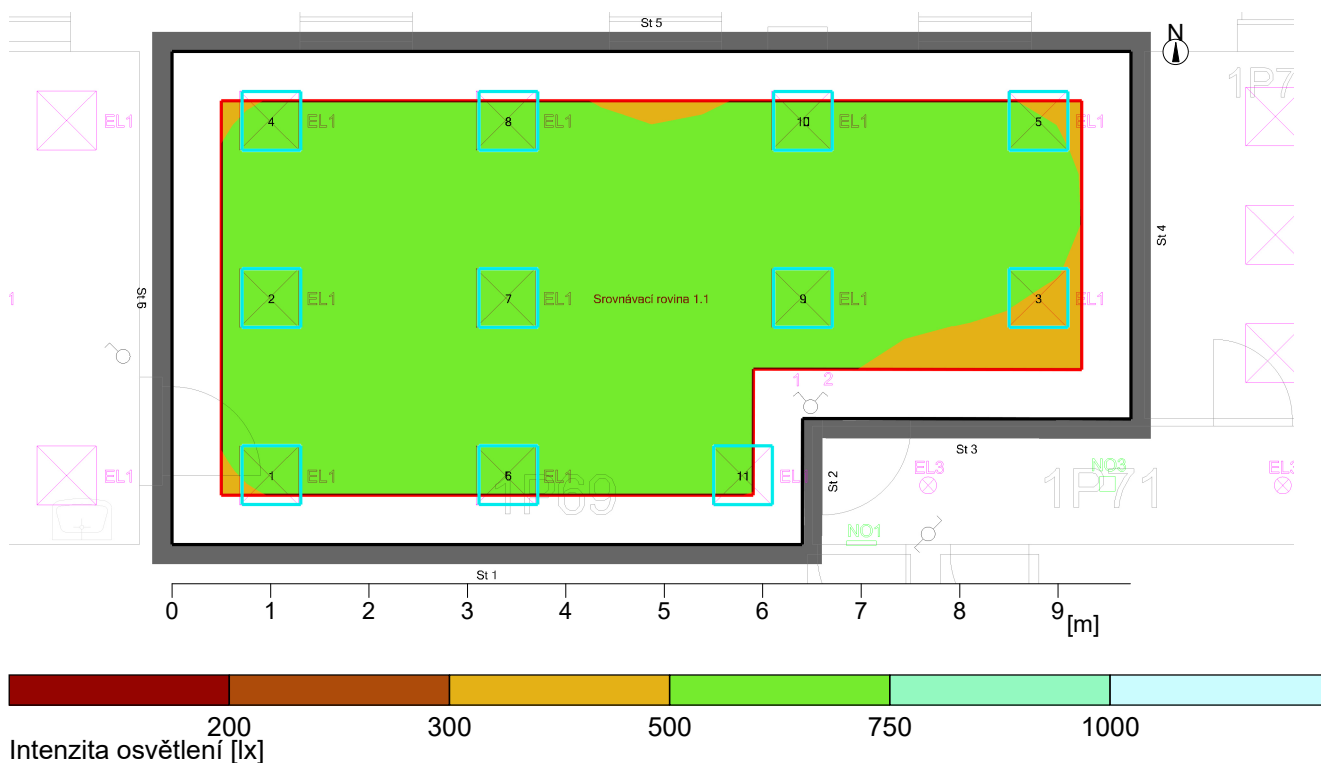 St 5
N
1P7
4 EL1
8 EL1
10 EL1
5 EL1
EL1
St 4
St 6
1
2 EL1
7 EL1
Srovnávací rovina 1.1
9 EL1
3 EL1
1 2
EL1
1 EL1
6 EL1
11
1P69
St 2
St 3
EL3
NO3
1P71
NO1
St 1
0 1 2 3 4 5 6 7 8 9
[m]
200 300 500 750 1000
Intenzita osvětlení [lx]